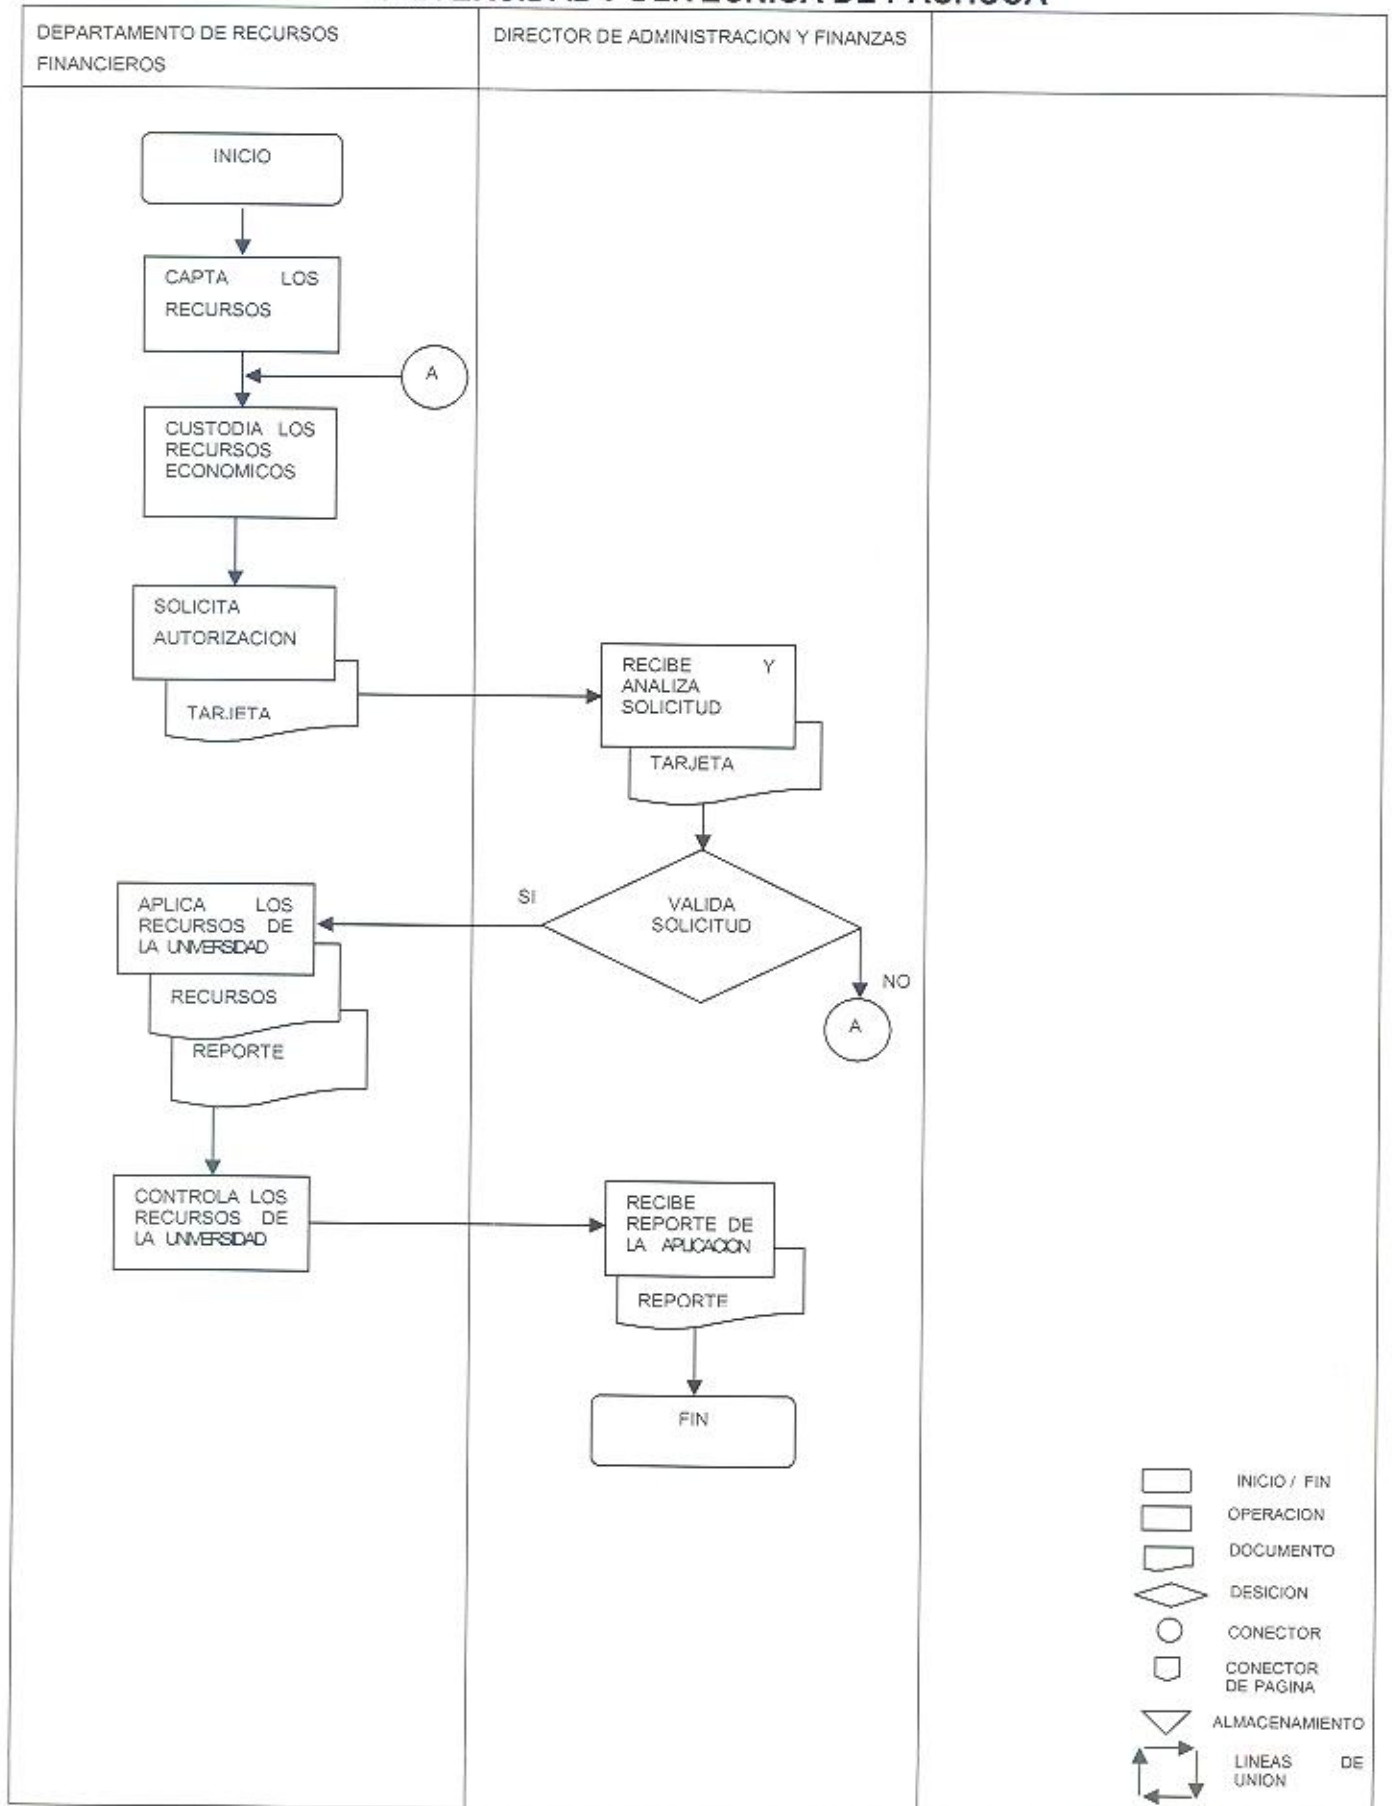 DEPARTAMENTO DE RECURSOS
FINANCIEROS
DIRECTOR DE ADMINISTRACION Y FINANZAS
INICIO
CAPTA LOS
RECURSOS
A
CUSTODIA LOS
RECURSOS
ECONOMICOS
SOLICITA
AUTORIZACION
TARJETA
RECIBE Y
ANALIZA
SOLICITUD
TARJETA
VALIDA
SOLICITUD
SI
NO
A
APLICA LOS
RECURSOS DE
LA UNIVERSIDAD
RECURSOS
REPORTE
CONTROLA LOS
RECURSOS DE
LA UNIVERSIDAD
RECIBE
REPORTE DE
LA APLICACION
REPORTE
FIN
INICIO / FIN
OPERACION
DOCUMENTO
DESICION
CONECTOR
CONECTOR
DE PAGINA
ALMACENAMIENTO
LINEAS DE
UNION